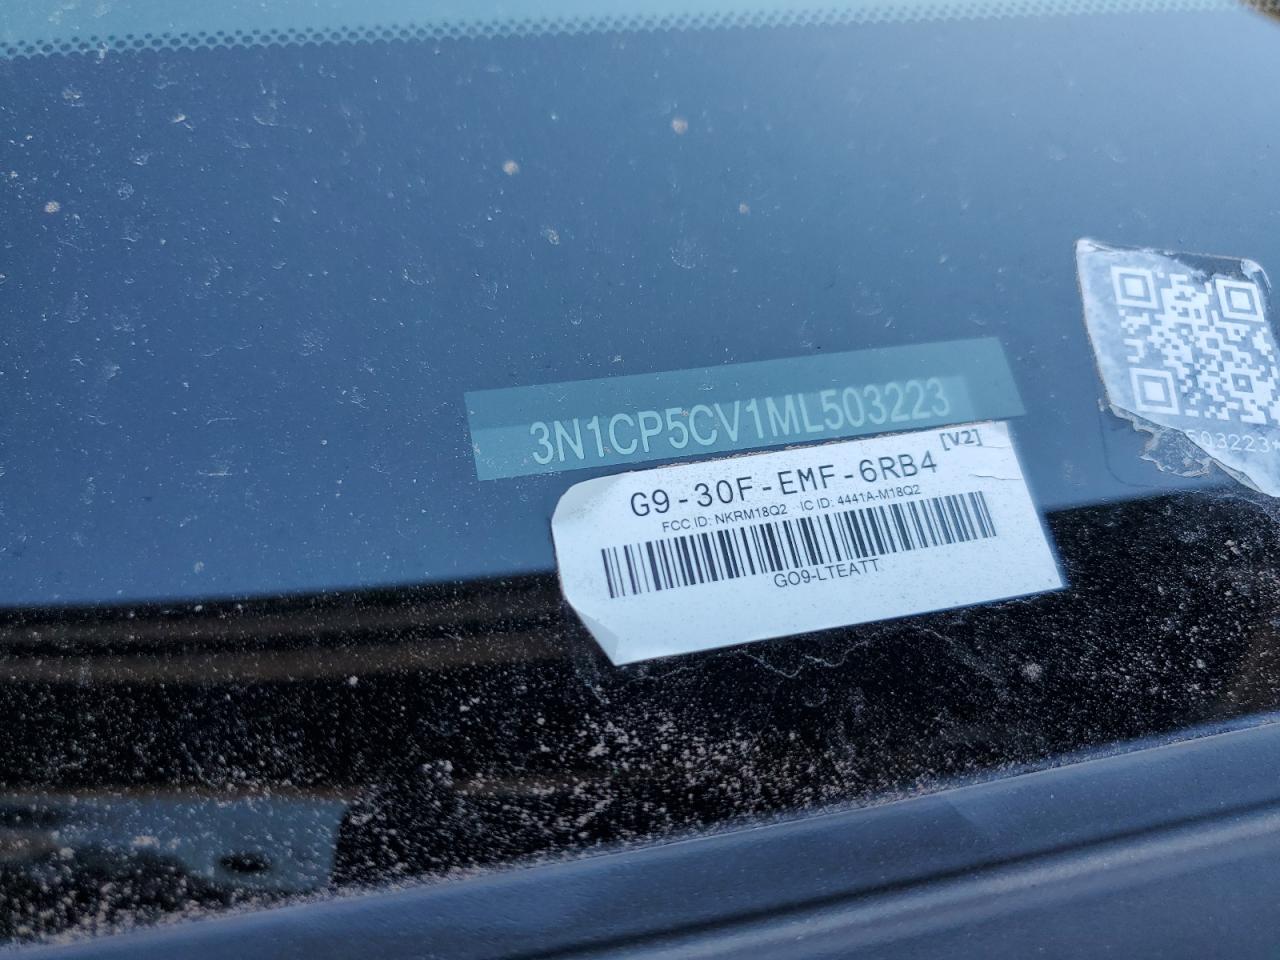 3N1CP5CV1ML503223
[V2]
G9-30F-EMF-6RB4
FCC ID: NKRM18Q2 IC ID: 4441A-M18Q2
GO9-LTEATT
503223